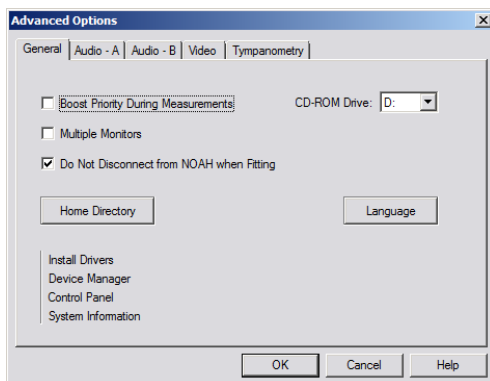 Advanced Options
General Audio - A Audio - B Video Tympanometry
Boost Priority During Measurements CD-ROM Drive: D:
Multiple Monitors
Do Not Disconnect from NOAH when Fitting
Home Directory Language
Install Drivers
Device Manager
Control Panel
System Information
OK Cancel Help